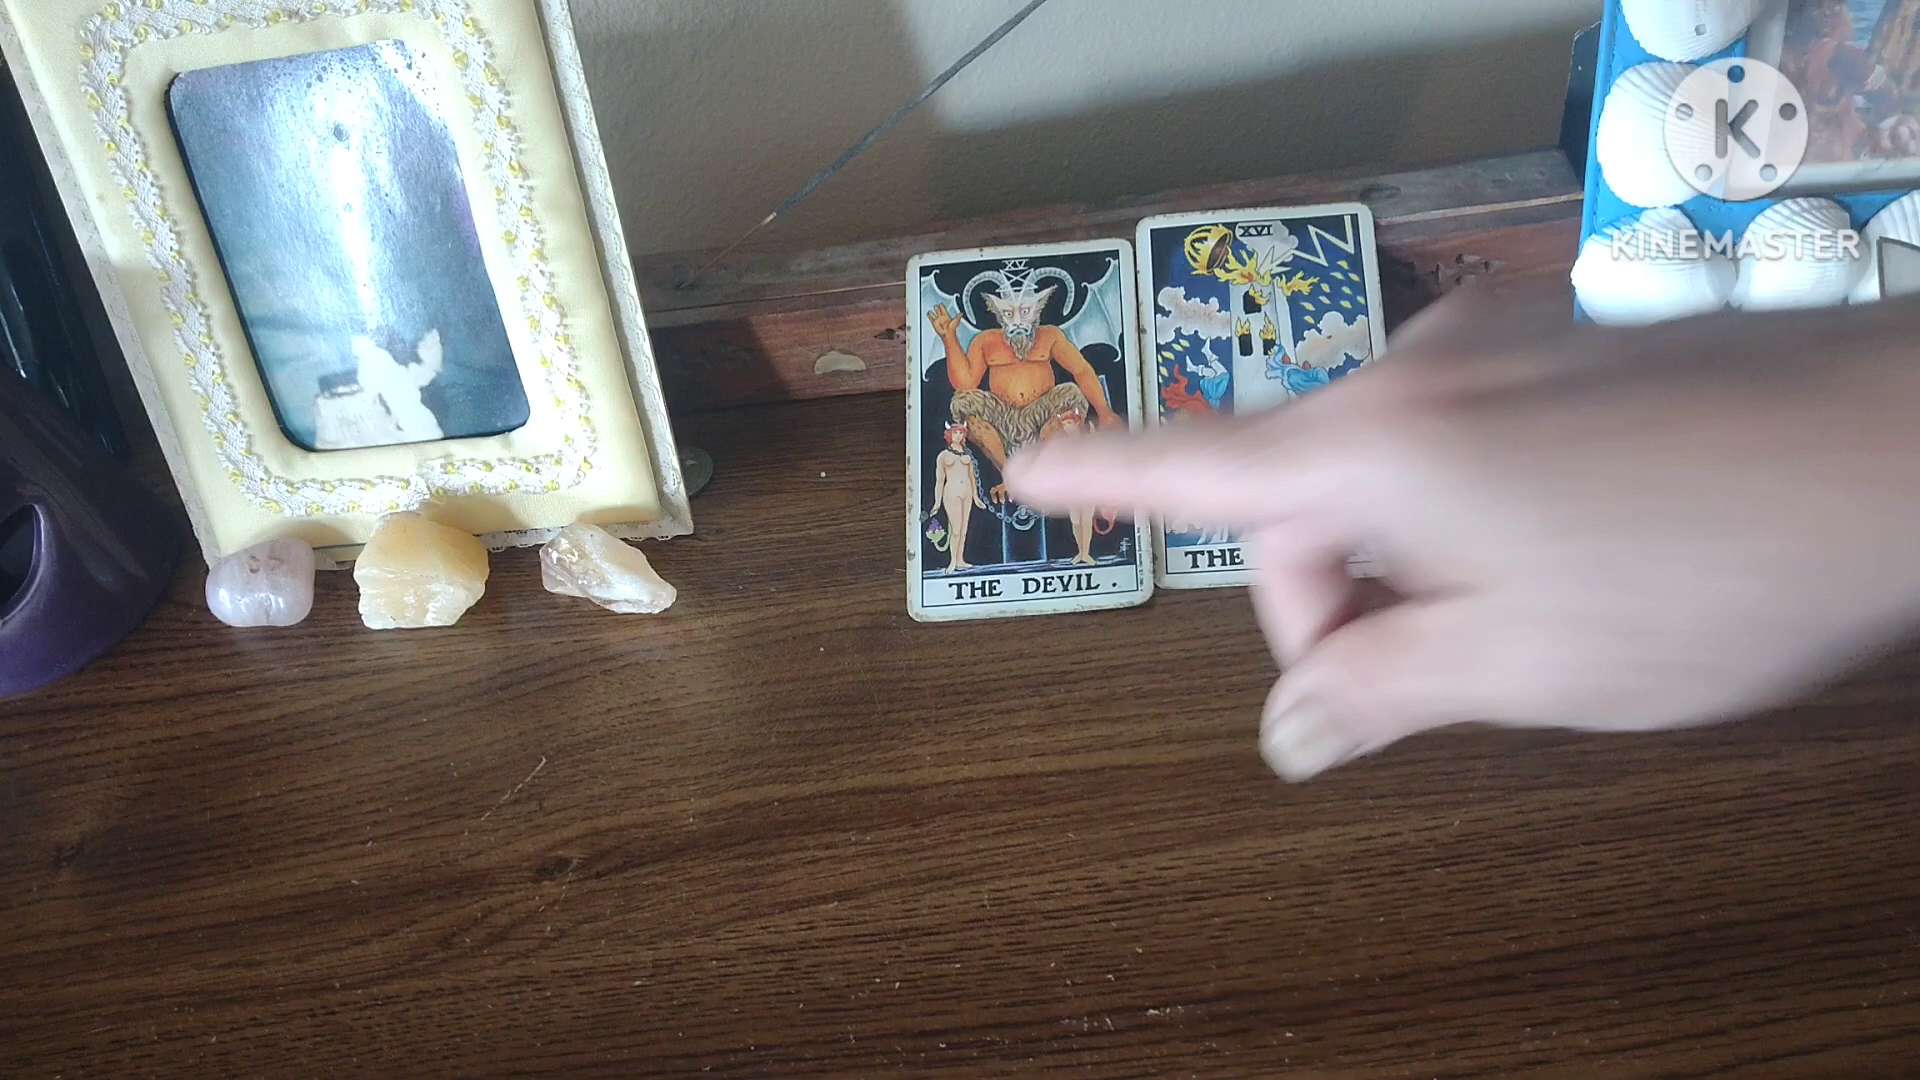 XV
THE DEVIL.
XVI
THE
K
KINEMASTER